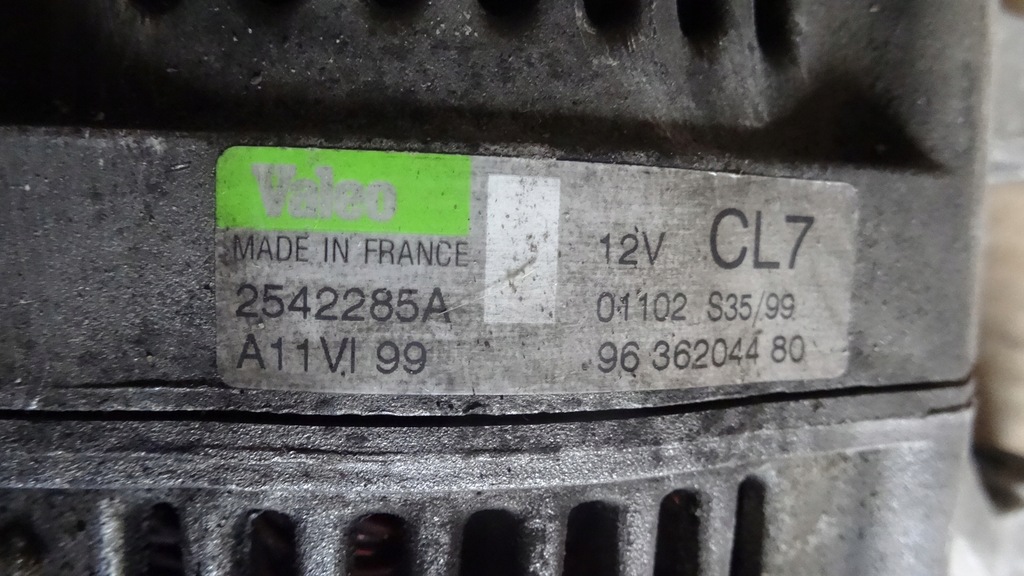 Valeo
MADE IN FRANCE
2542285A
A11VI 99
12V CL7
01102 S35/99
96 362044 80